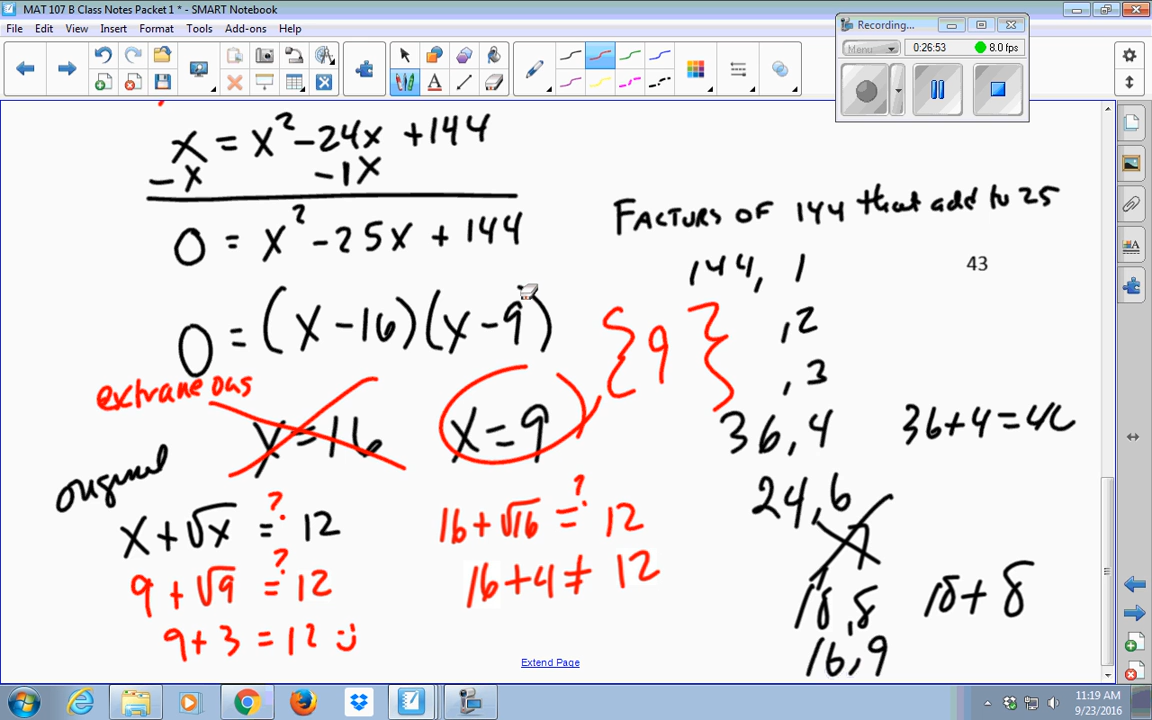 MAT 107 B Class Notes Packet 1 * - SMART Notebook
File Edit View Insert Format Tools Add-ons Help
Recording...
Menu 0:26:53 8.0 fps
x = x² -24x +144
-x -1x
0 = x² -25x + 144
FACTURS OF 144 that add to 25
43
144, 1
0 = (x-16)(x-9) {9}
,2
,3
extraneous
x=16 x=9
36,4 36+4=40
original
24,6
x+√x =? 12 16+√16 =? 12
7
9+√9 =? 12 16+4≠ 12
18,8 18+8
9+3 =12
16,9
Extend Page
11:19 AM
9/23/2016